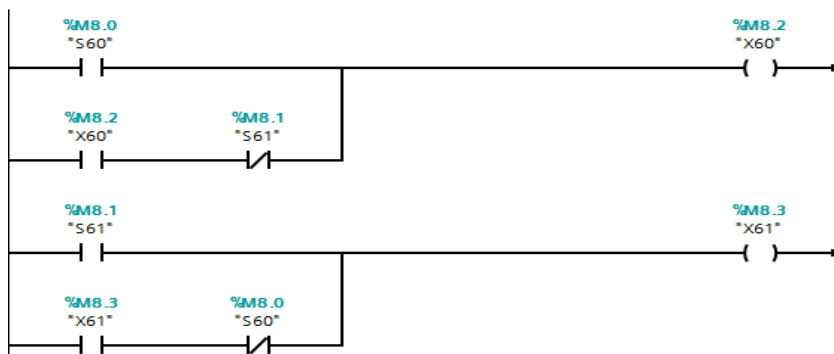 %M8.0 %M8.2
"S60" "X60"
%M8.2 %M8.1
"X60" "S61"
%M8.1 %M8.3
"S61" "X61"
%M8.3 %M8.0
"X61" "S60"